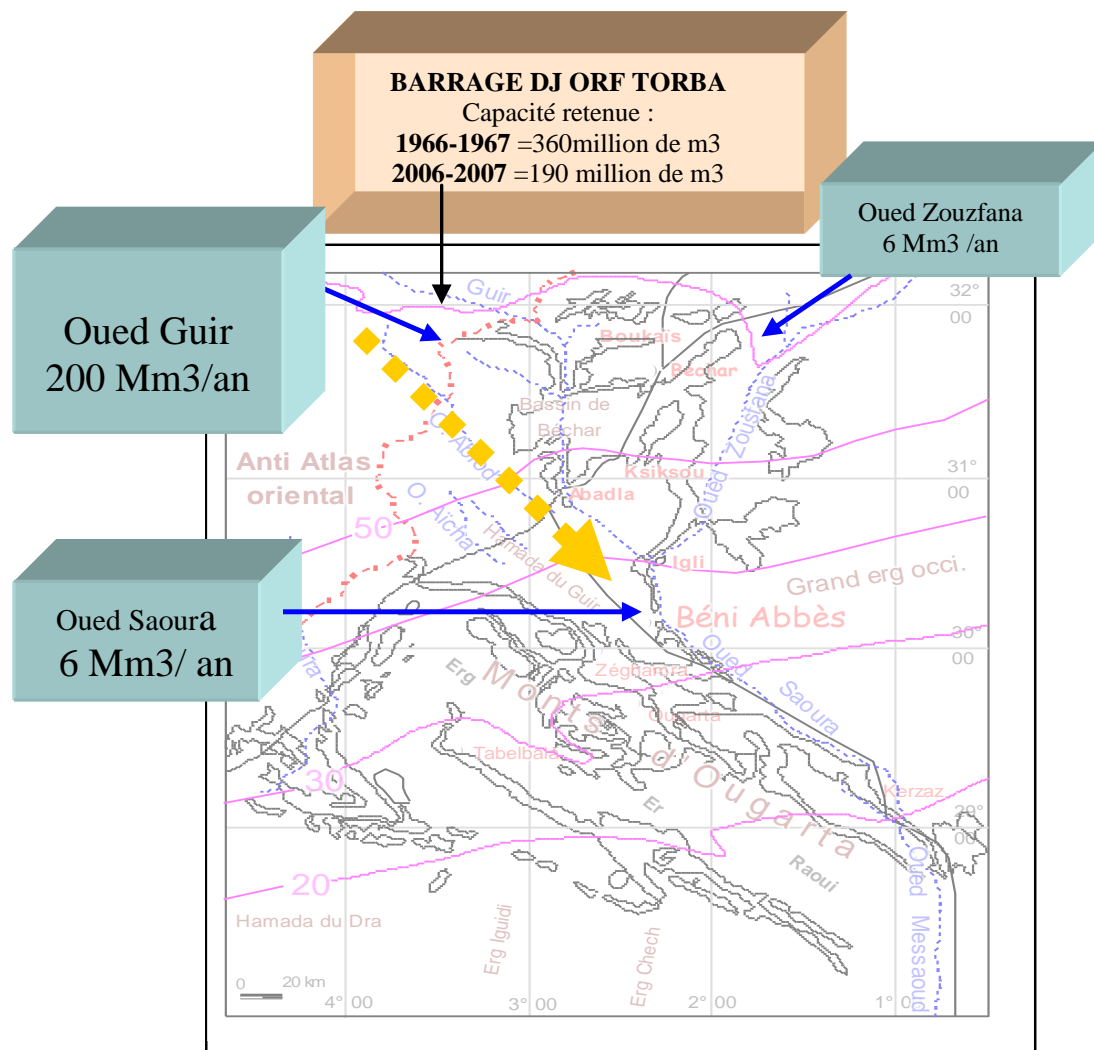 BARRAGE DJ ORF TORBA
Capacité retenue :
1966-1967 =360million de m3
2006-2007 =190 million de m3
Oued Zouzfana
6 Mm3 /an
Oued Guir
200 Mm3/an
Oued Saoura
6 Mm3/ an
Guir
32°
00
Boukaïs
Béchar
Bassin de
Béchar
Oued Zousfana
Anti Atlas
oriental
Ksiksou
31°
00
Abadla
O. Aïcha
50
Hamada du Guir
Igli
Grand erg occi.
Béni Abbès
30°
00
Oued Saoura
Zéghamra
Erg
Monts d'Ougarta
Ougarta
Tabelbala
30
Er
Kerzaz
29°
00
Raoui
20
Oued Messaoud
Hamada du Dra
Erg Iguidi
Erg Chech
0 20 km
4° 00
3° 00
2° 00
1° 0